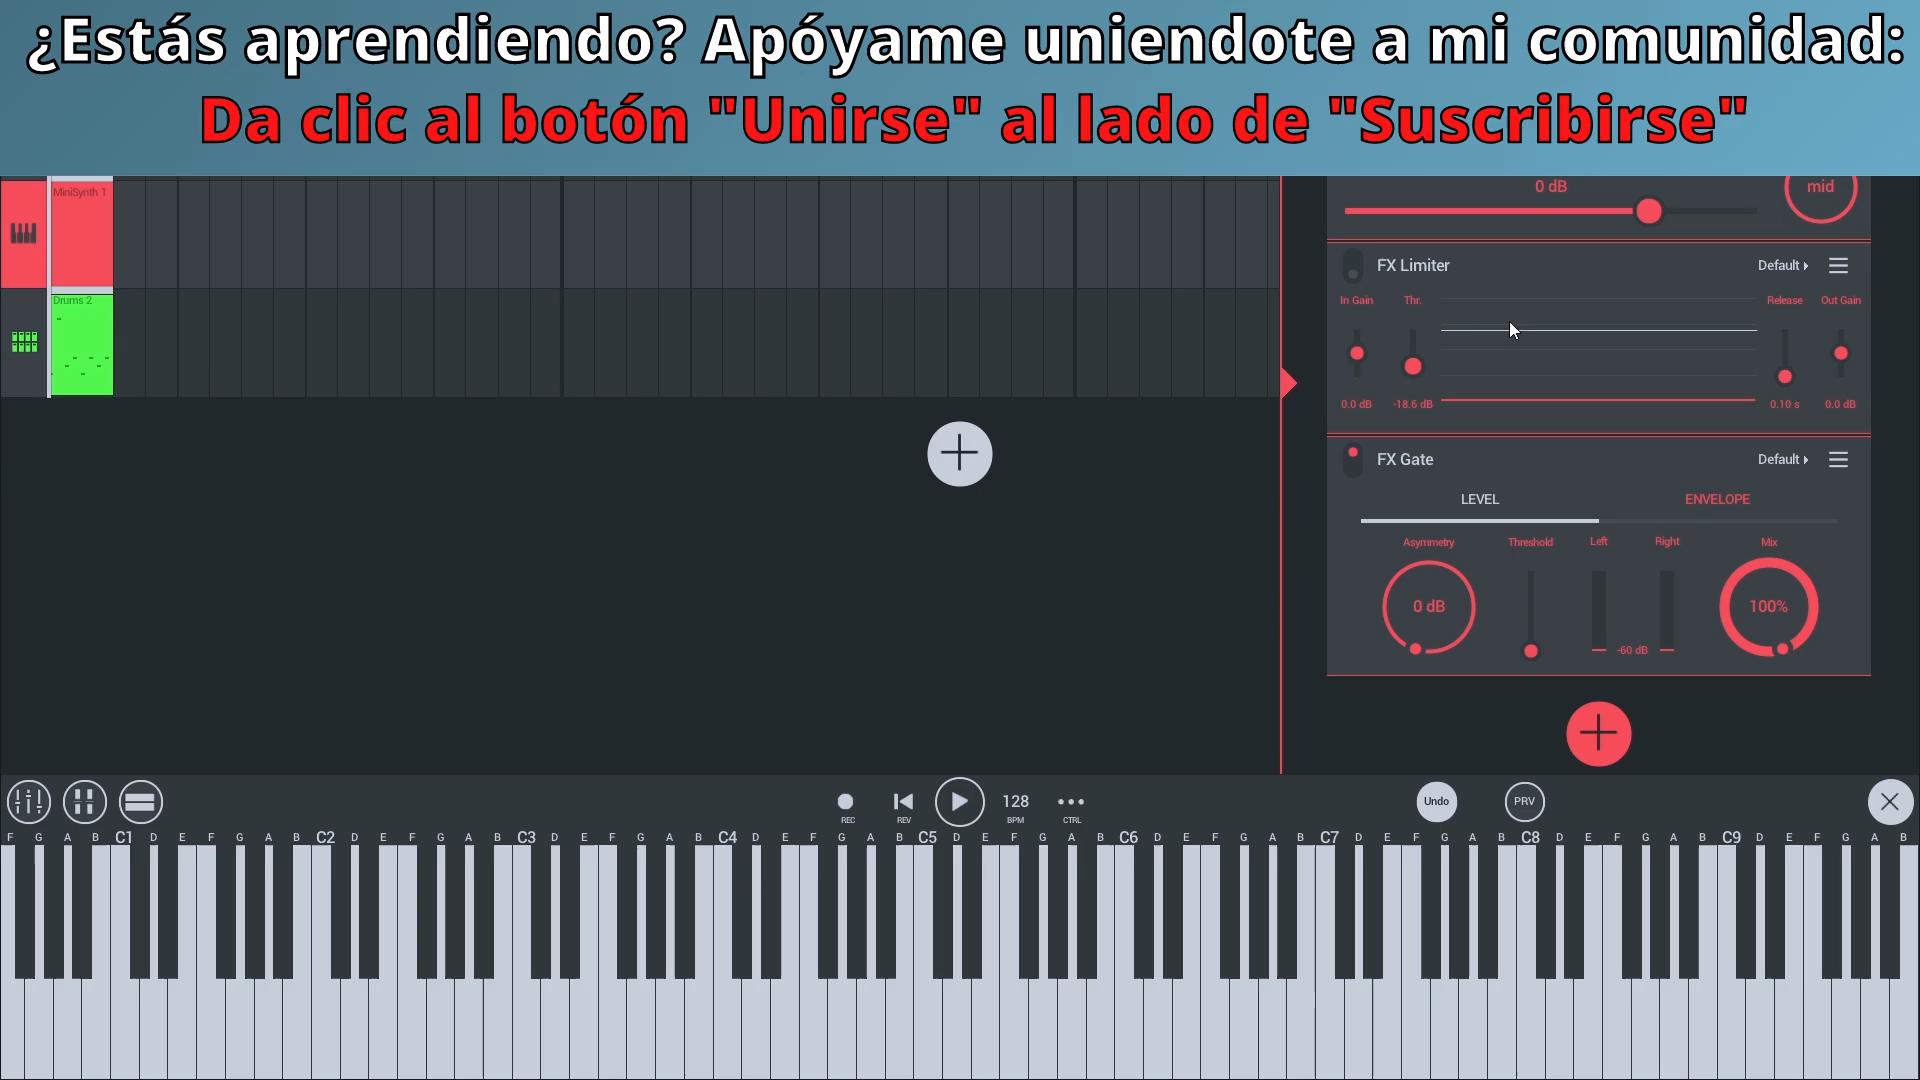 ¿Estás aprendiendo? Apóyame uniendote a mi comunidad:
Da clic al botón "Unirse" al lado de "Suscribirse"
MiniSynth 1
Drums 2
0 dB
mid
FX Limiter
Default
In Gain
Thr.
Release
Out Gain
0.0 dB
-18.6 dB
0.10 s
0.0 dB
FX Gate
Default
LEVEL
ENVELOPE
Asymmetry
Threshold
Left
Right
Mix
0 dB
100%
-60 dB
REC
REV
128
BPM
CTRL
Undo
PRV
F G A B C1 D E F G A B C2 D E F G A B C3 D E F G A B C4 D E F G A B C5 D E F G A B C6 D E F G A B C7 D E F G A B C8 D E F G A B C9 D E F G A B